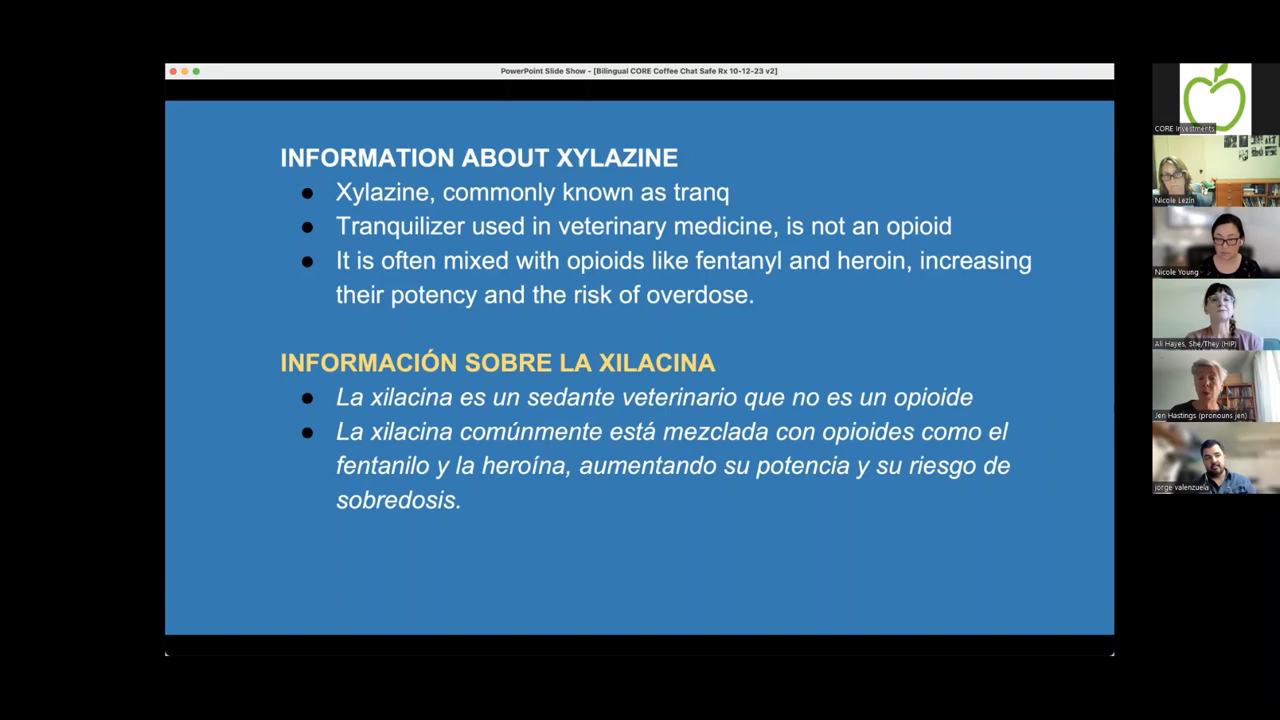 PowerPoint Slide Show - [Bilingual CORE Coffee Chat Safe Rx 10-12-23 v2]
INFORMATION ABOUT XYLAZINE
● Xylazine, commonly known as tranq
● Tranquilizer used in veterinary medicine, is not an opioid
● It is often mixed with opioids like fentanyl and heroin, increasing
their potency and the risk of overdose.
INFORMACIÓN SOBRE LA XILACINA
● La xilacina es un sedante veterinario que no es un opioide
● La xilacina comúnmente está mezclada con opioides como el
fentanilo y la heroína, aumentando su potencia y su riesgo de
sobredosis.
CORE Investments
Nicole Lezin
Nicole Young
Ali Hayes, She/They (HIP)
Jen Hastings (pronouns jen)
jorge valenzuela